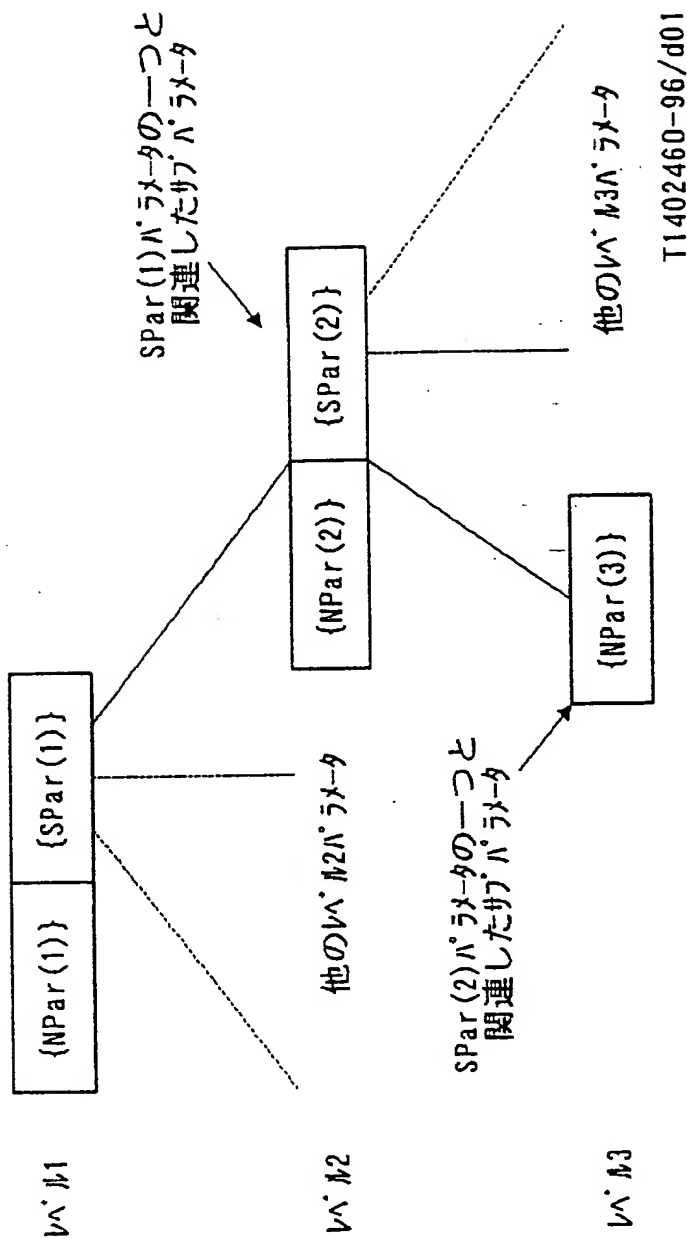 レベル1
{NPar(1)}
{SPar(1)}
SPar(1)パラメータの一つと
関連したサブパラメータ
レベル2
他のレベル2パラメータ
{NPar(2)}
{SPar(2)}
SPar(2)パラメータの一つと
関連したサブパラメータ
レベル3
{NPar(3)}
他のレベル3パラメータ
T1402460-96/d01